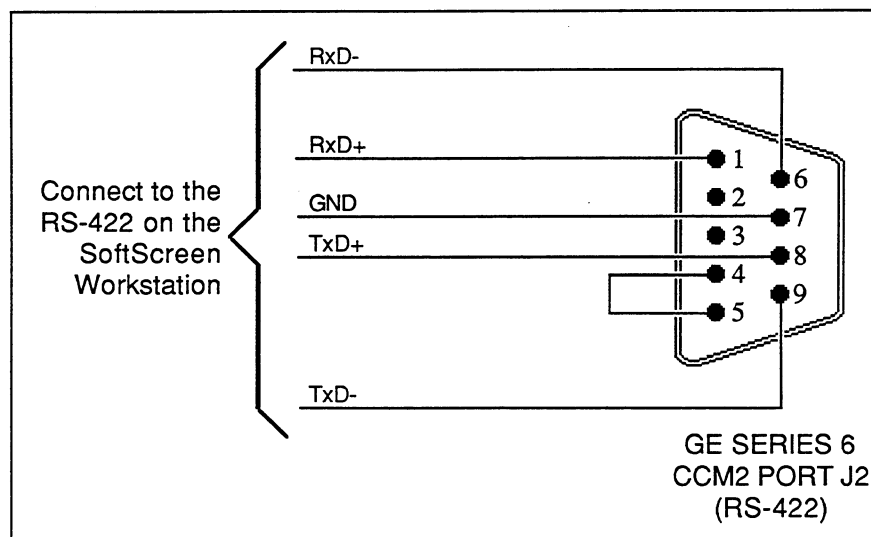 RxD-
RxD+
GND
TxD+
TxD-
Connect to the
RS-422 on the
SoftScreen
Workstation
1
2
3
4
5
6
7
8
9
GE SERIES 6
CCM2 PORT J2
(RS-422)